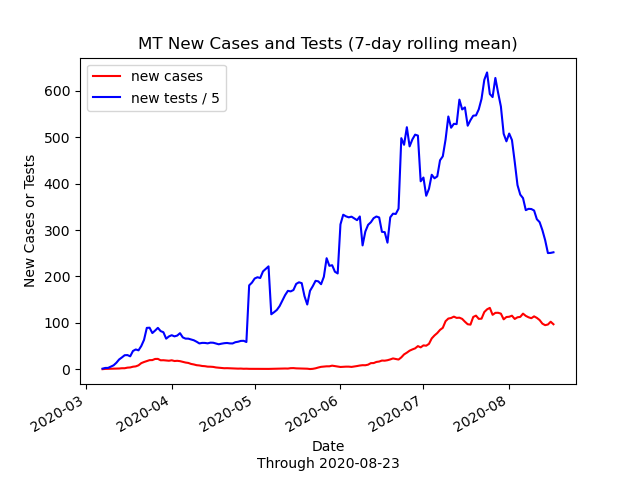 MT New Cases and Tests (7-day rolling mean)
new cases
new tests / 5
New Cases or Tests
600
500
400
300
200
100
0
2020-03
2020-04
2020-05
2020-06
2020-07
2020-08
Date
Through 2020-08-23